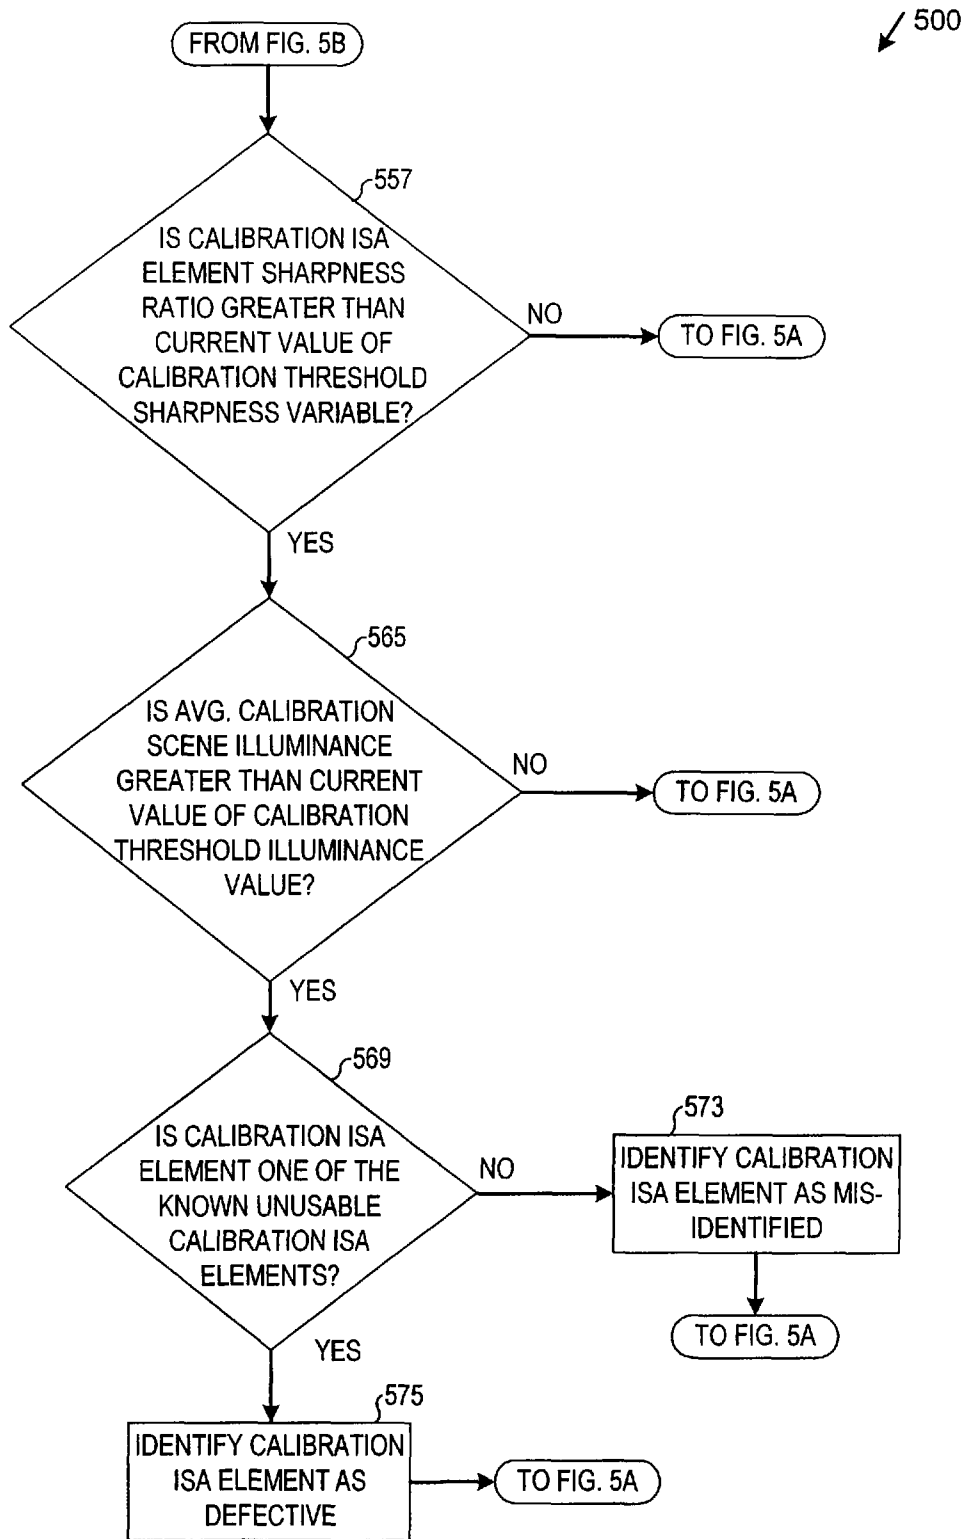 500
FROM FIG. 5B
557
IS CALIBRATION ISA
ELEMENT SHARPNESS
RATIO GREATER THAN
CURRENT VALUE OF
CALIBRATION THRESHOLD
SHARPNESS VARIABLE?
NO
TO FIG. 5A
YES
565
IS AVG. CALIBRATION
SCENE ILLUMINANCE
GREATER THAN CURRENT
VALUE OF CALIBRATION
THRESHOLD ILLUMINANCE
VALUE?
NO
TO FIG. 5A
YES
569
IS CALIBRATION ISA
ELEMENT ONE OF THE
KNOWN UNUSABLE
CALIBRATION ISA
ELEMENTS?
NO
573
IDENTIFY CALIBRATION
ISA ELEMENT AS MIS-
IDENTIFIED
TO FIG. 5A
YES
575
IDENTIFY CALIBRATION
ISA ELEMENT AS
DEFECTIVE
TO FIG. 5A